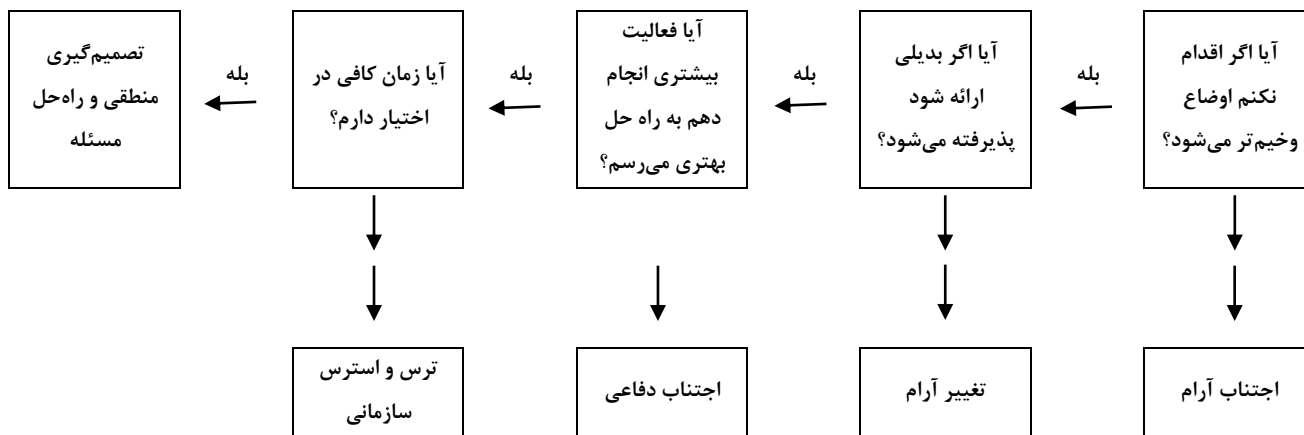 آیا اگر اقدام
نکنم اوضاع
وخیم‌تر می‌شود؟
بله
آیا اگر بدیلی
ارائه شود
پذیرفته می‌شود؟
بله
آیا فعالیت
بیشتری انجام
دهم به راه حل
بهتری می‌رسم؟
بله
آیا زمان کافی در
اختیار دارم؟
بله
تصمیم‌گیری
منطقی و راه‌حل
مسئله
اجتناب آرام
تغییر آرام
اجتناب دفاعی
ترس و استرس
سازمانی